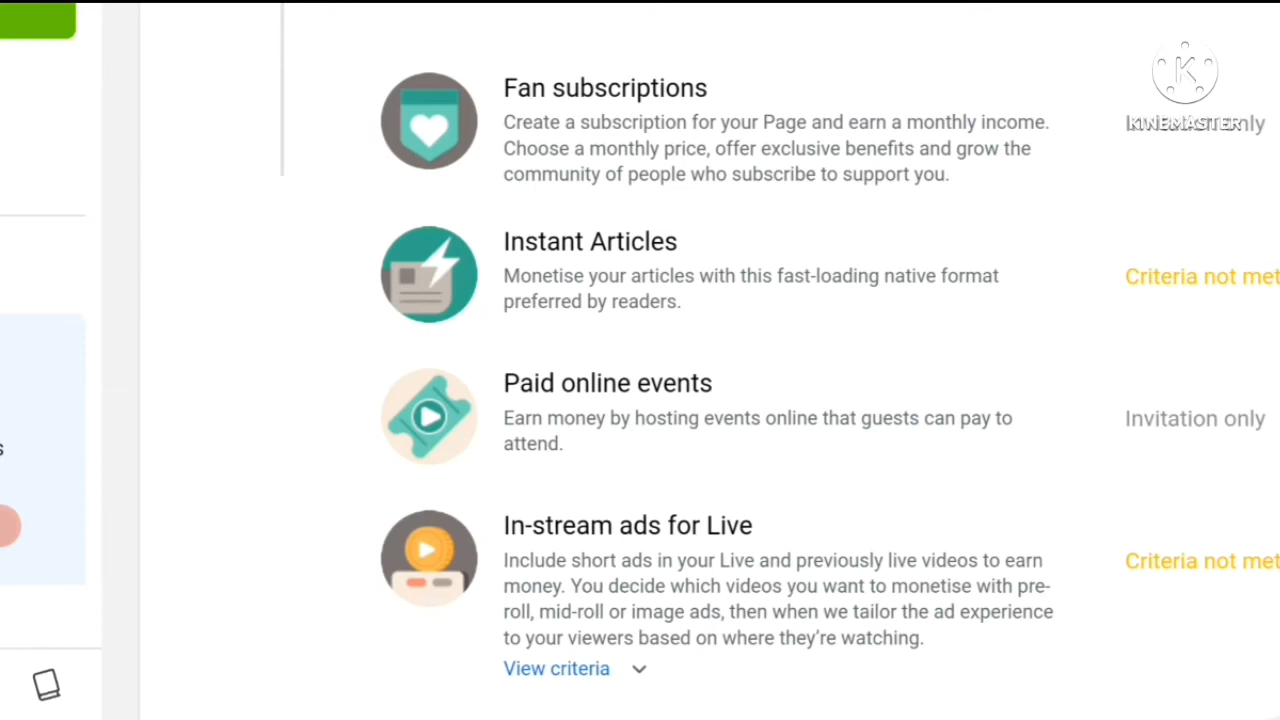 Fan subscriptions
Create a subscription for your Page and earn a monthly income.
Choose a monthly price, offer exclusive benefits and grow the
community of people who subscribe to support you.
KINEMASTER
only
Instant Articles
Monetise your articles with this fast-loading native format
preferred by readers.
Criteria not met
Paid online events
Earn money by hosting events online that guests can pay to
attend.
Invitation only
In-stream ads for Live
Include short ads in your Live and previously live videos to earn
money. You decide which videos you want to monetise with pre-
roll, mid-roll or image ads, then when we tailor the ad experience
to your viewers based on where they're watching.
Criteria not met
View criteria
s